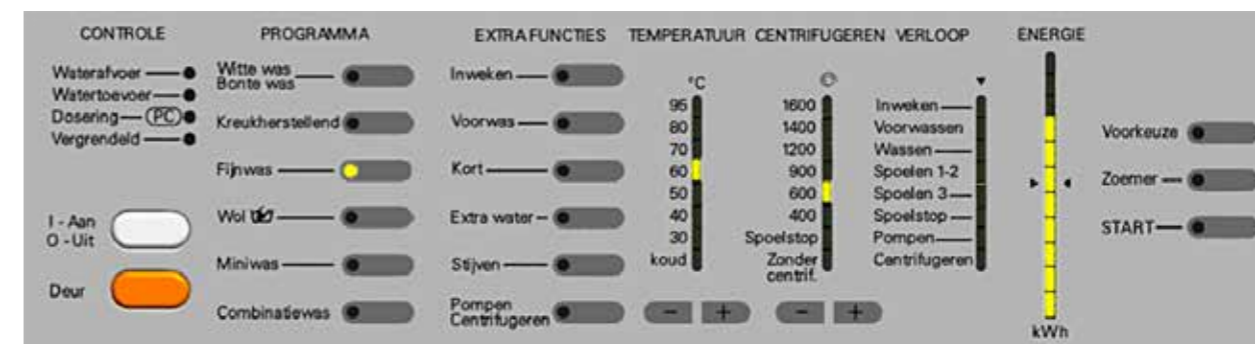 CONTROLE
Waterafvoer
Watertoevoer
Dosering PC
Vergrendeld
I - Aan
O - Uit
Deur
PROGRAMMA
Witte was
Bonte was
Kreukherstellend
Fijnwas
Wol
Miniwas
Combinatiewas
EXTRA FUNCTIES
Inweken
Voorwas
Kort
Extra water
Stijven
Pompen
Centrifugeren
TEMPERATUUR
°C
95
80
70
60
50
40
30
koud
- +
CENTRIFUGEREN
1600
1400
1200
900
600
400
Spoelstop
Zonder
centrif.
- +
VERLOOP
Inweken
Voorwassen
Wassen
Spoelen 1-2
Spoelen 3
Spoelstop
Pompen
Centrifugeren
ENERGIE
kWh
Voorkeuze
Zoemer
START